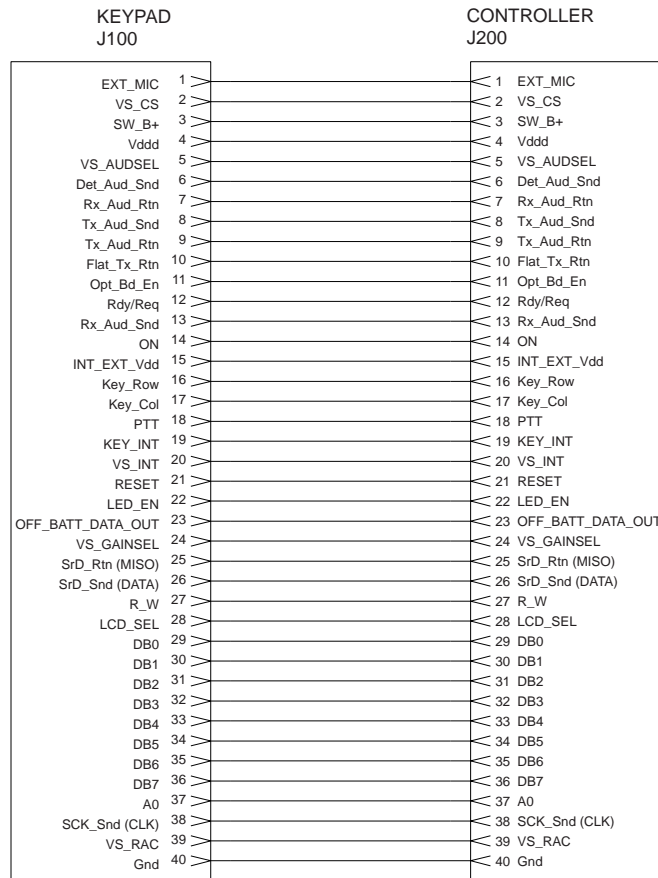 KEYPAD CONTROLLER
J100 J200
EXT_MIC 1 1 EXT_MIC
VS_CS 2 2 VS_CS
SW_B+ 3 3 SW_B+
Vddd 4 4 Vddd
VS_AUDSEL 5 5 VS_AUDSEL
Det_Aud_Snd 6 6 Det_Aud_Snd
Rx_Aud_Rtn 7 7 Rx_Aud_Rtn
Tx_Aud_Snd 8 8 Tx_Aud_Snd
Tx_Aud_Rtn 9 9 Tx_Aud_Rtn
Flat_Tx_Rtn 10 10 Flat_Tx_Rtn
Opt_Bd_En 11 11 Opt_Bd_En
Rdy/Req 12 12 Rdy/Req
Rx_Aud_Snd 13 13 Rx_Aud_Snd
ON 14 14 ON
INT_EXT_Vdd 15 15 INT_EXT_Vdd
Key_Row 16 16 Key_Row
Key_Col 17 17 Key_Col
PTT 18 18 PTT
KEY_INT 19 19 KEY_INT
VS_INT 20 20 VS_INT
RESET 21 21 RESET
LED_EN 22 22 LED_EN
OFF_BATT_DATA_OUT 23 23 OFF_BATT_DATA_OUT
VS_GAINSEL 24 24 VS_GAINSEL
SrD_Rtn (MISO) 25 25 SrD_Rtn (MISO)
SrD_Snd (DATA) 26 26 SrD_Snd (DATA)
R_W 27 27 R_W
LCD_SEL 28 28 LCD_SEL
DB0 29 29 DB0
DB1 30 30 DB1
DB2 31 31 DB2
DB3 32 32 DB3
DB4 33 33 DB4
DB5 34 34 DB5
DB6 35 35 DB6
DB7 36 36 DB7
A0 37 37 A0
SCK_Snd (CLK) 38 38 SCK_Snd (CLK)
VS_RAC 39 39 VS_RAC
Gnd 40 40 Gnd